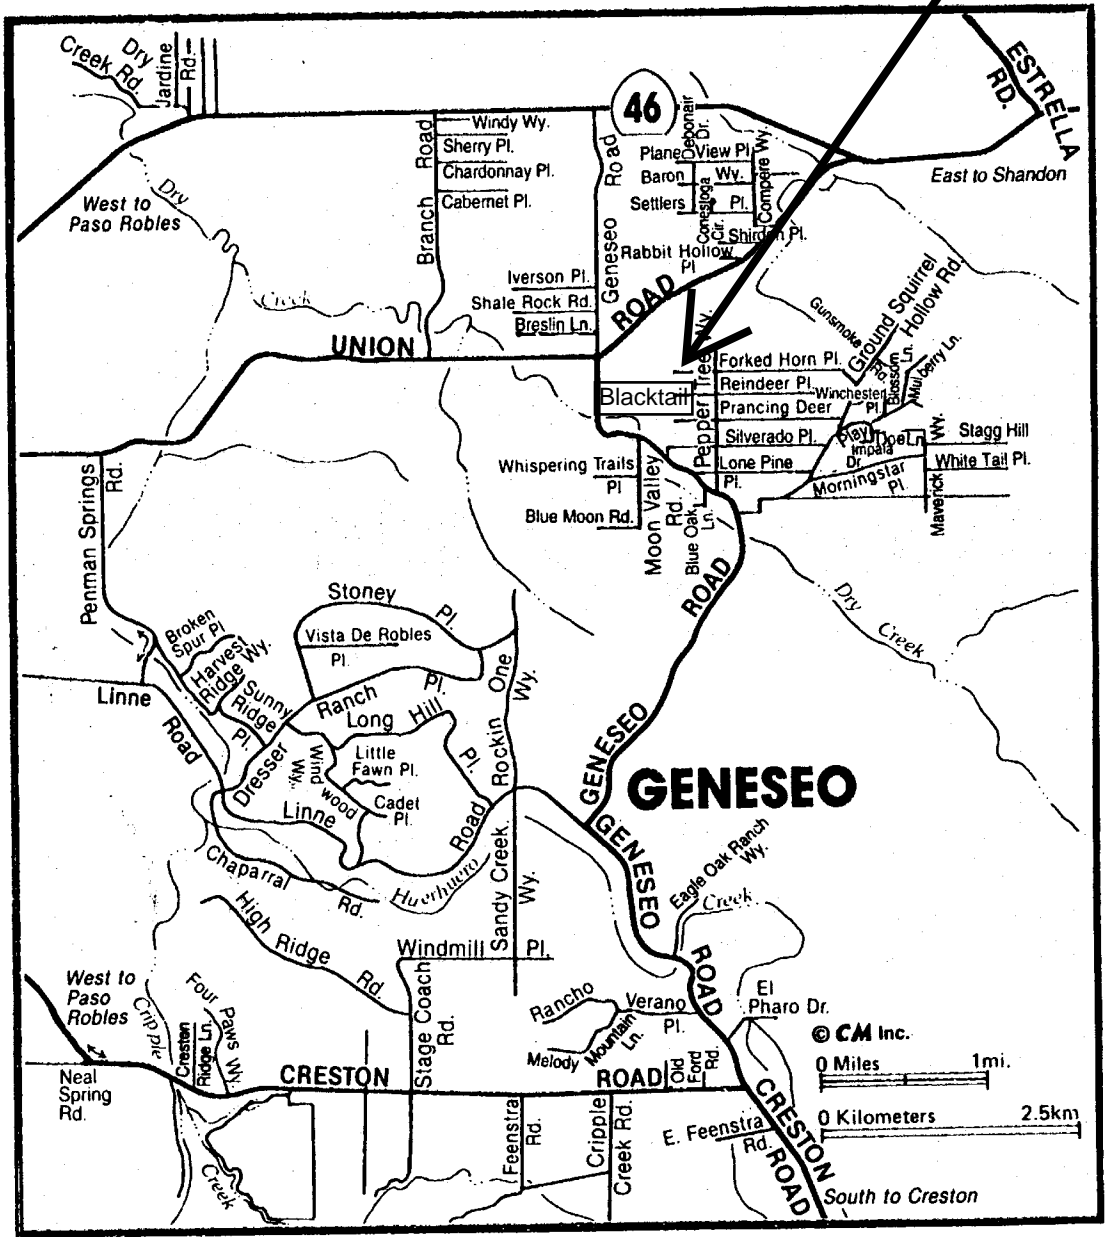 Dry
Creek Rd.
Jardine
Rd.
46
ESTRELLA
RD.
East to Shandon
West to
Paso Robles
Dry
Creek
Branch Road
Windy Wy.
Sherry Pl.
Chardonnay Pl.
Cabernet Pl.
Geneseo Road
Debonair
Dr.
Plane View Pl.
Baron Wy.
Settlers Pl.
Conestoga
Cir.
Compere Wy.
Shirdon Pl.
Rabbit Hollow
Pl
Iverson Pl.
Shale Rock Rd.
Breslin Ln.
UNION
ROAD
Pepper Tree Wy.
Gunsmoke
Rd
Ground Squirrel
Hollow Rd.
Forked Horn Pl.
Reindeer Pl.
Blacktail
Winchester
Pl.
Blossom Ln.
Mulberry Ln.
Prancing Deer
Silverado Pl.
Play
Doe Ln
Impala
Dr.
Lone Pine
Pl.
Morningstar
Pl.
Maverick Wy.
Stagg Hill
White Tail Pl.
Whispering Trails
Pl
Blue Moon Rd.
Moon Valley
Rd.
Blue Oak
Ln.
ROAD
Penman Springs
Rd.
Dry
Creek
Stoney Pl.
Vista De Robles
Pl.
Broken
Spur Pl
Harvest
Ridge Wy.
Sunny
Ridge
Pl.
Linne
Road
Dresser
Ranch Pl.
Long Hill
Pl.
Little
Fawn Pl.
Wind
wood
Wy.
Cadet
Pl.
Linne
Road
Rockin One
Wy.
GENESEO
GENESEO
GENESEO
ROAD
Chaparral
Rd.
Huerhuero
Creek
Sandy Creek
Wy.
Eagle Oak Ranch
Wy.
High Ridge
Rd.
Windmill Pl.
Stage Coach
Rd.
West to
Paso
Robles
Cripple
Creek
Four Paws Wy.
Creston
Ridge Ln.
Neal
Spring
Rd.
CRESTON
ROAD
Rancho
Verano
Pl.
Melody
Mountain
Ln.
Old
Ford
Rd
El
Pharo Dr.
© CM Inc.
0 Miles 1mi.
0 Kilometers 2.5km
Feenstra
Rd.
Cripple
Creek Rd.
E. Feenstra
Rd.
CRESTON
ROAD
South to Creston